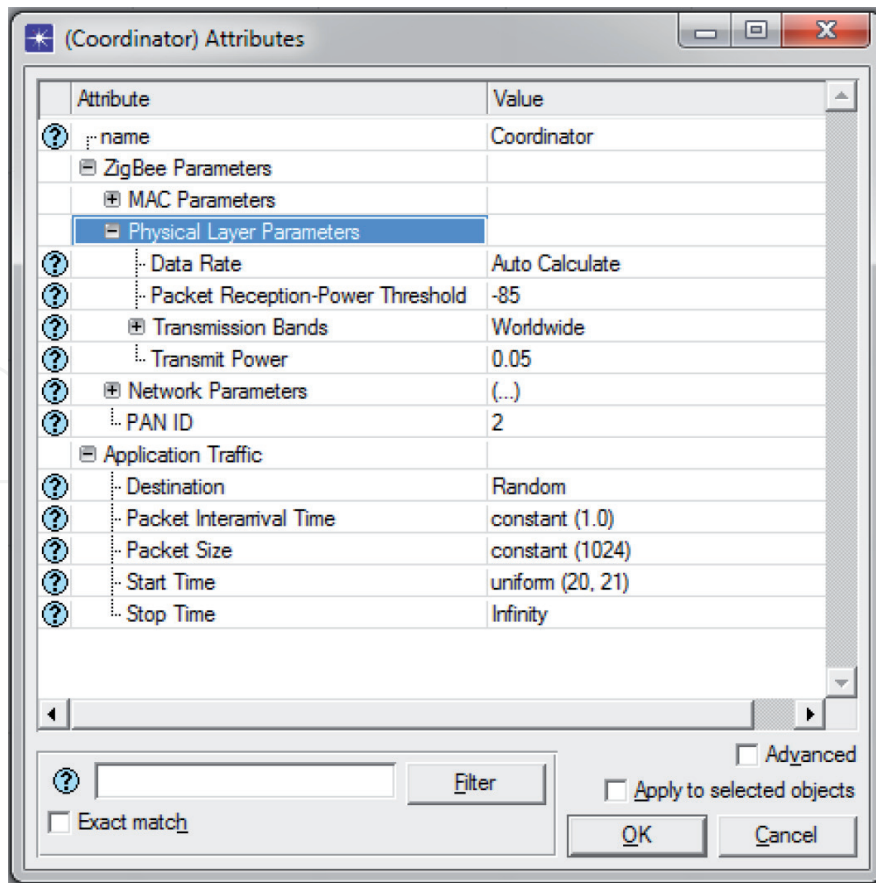 (Coordinator) Attributes
Attribute Value
name Coordinator
ZigBee Parameters
MAC Parameters
Physical Layer Parameters
Data Rate Auto Calculate
Packet Reception-Power Threshold -85
Transmission Bands Worldwide
Transmit Power 0.05
Network Parameters (...)
PAN ID 2
Application Traffic
Destination Random
Packet Interarrival Time constant (1.0)
Packet Size constant (1024)
Start Time uniform (20, 21)
Stop Time Infinity
Advanced
Filter
Apply to selected objects
Exact match
OK Cancel